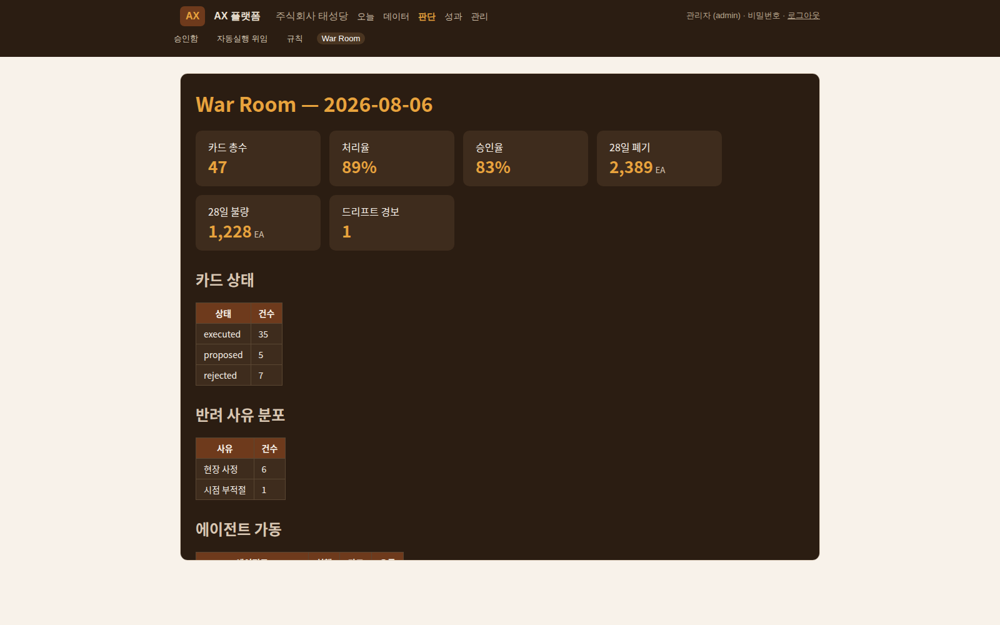 AX AX 플랫폼 주식회사 태성당 오늘 데이터 판단 성과 관리 관리자 (admin) · 비밀번호 · 로그아웃
승인함 자동실행 위임 규칙 War Room
War Room — 2026-08-06
카드 총수 처리율 승인율 28일 폐기
47 89% 83% 2,389 EA
28일 불량 드리프트 경보
1,228 EA 1
카드 상태
상태 건수
executed 35
proposed 5
rejected 7
반려 사유 분포
사유 건수
현장 사정 6
시점 부적절 1
에이전트 가동